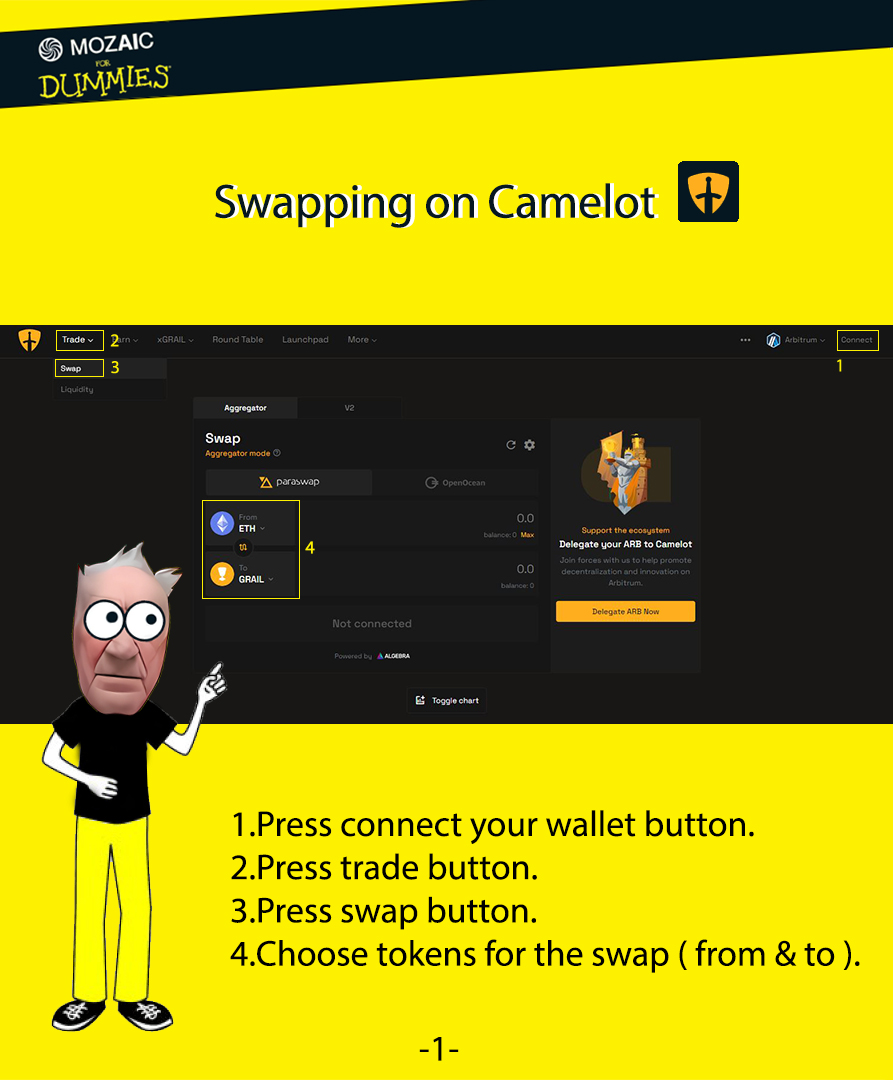 MOZAIC
FOR
DUMMIES
Swapping on Camelot
Trade 2 arn xGRAIL Round Table Launchpad More ••• Arbitrum Connect
Swap 3 1
Liquidity
Aggregator V2
Swap
Aggregator mode
paraswap OpenOcean
From 0.0
ETH balance: 0 Max
4
To 0.0
GRAIL balance: 0
Not connected
Powered by ALGEBRA
Toggle chart
Support the ecosystem
Delegate your ARB to Camelot
Join forces with us to help promote
decentralization and innovation on
Arbitrum.
Delegate ARB Now
1.Press connect your wallet button.
2.Press trade button.
3.Press swap button.
4.Choose tokens for the swap ( from & to ).
-1-